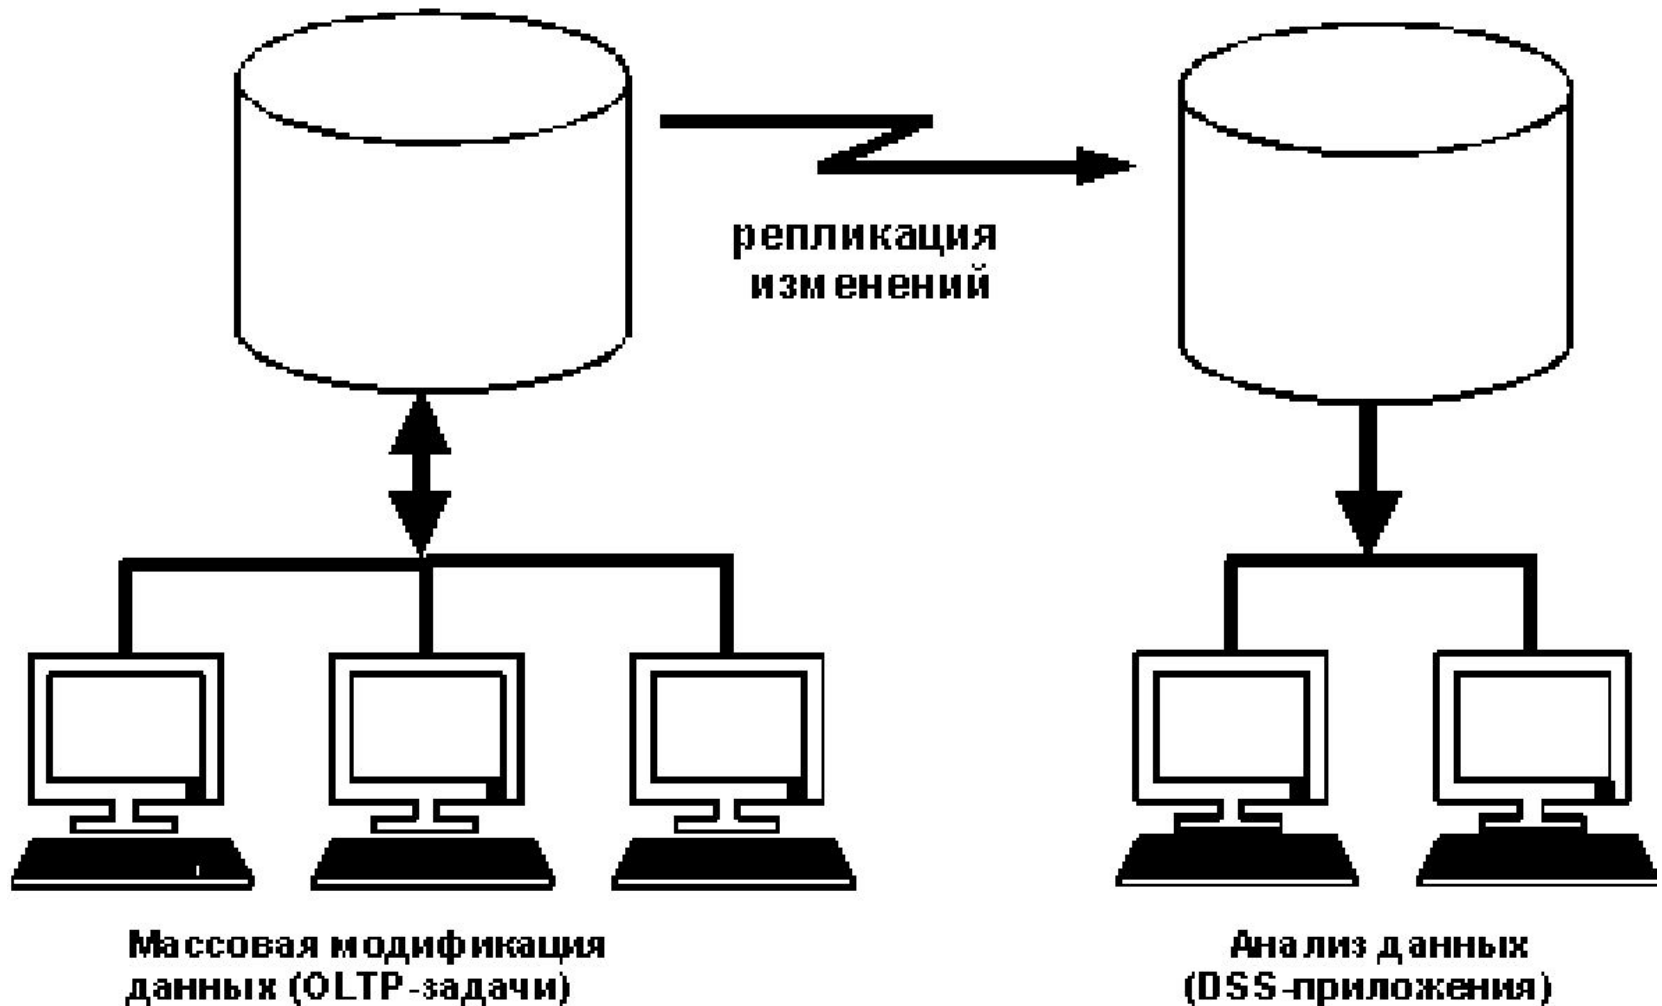 репликация
изменений
Массовая модификация
данных (OLTP-задачи)
Анализ данных
(DSS-приложения)